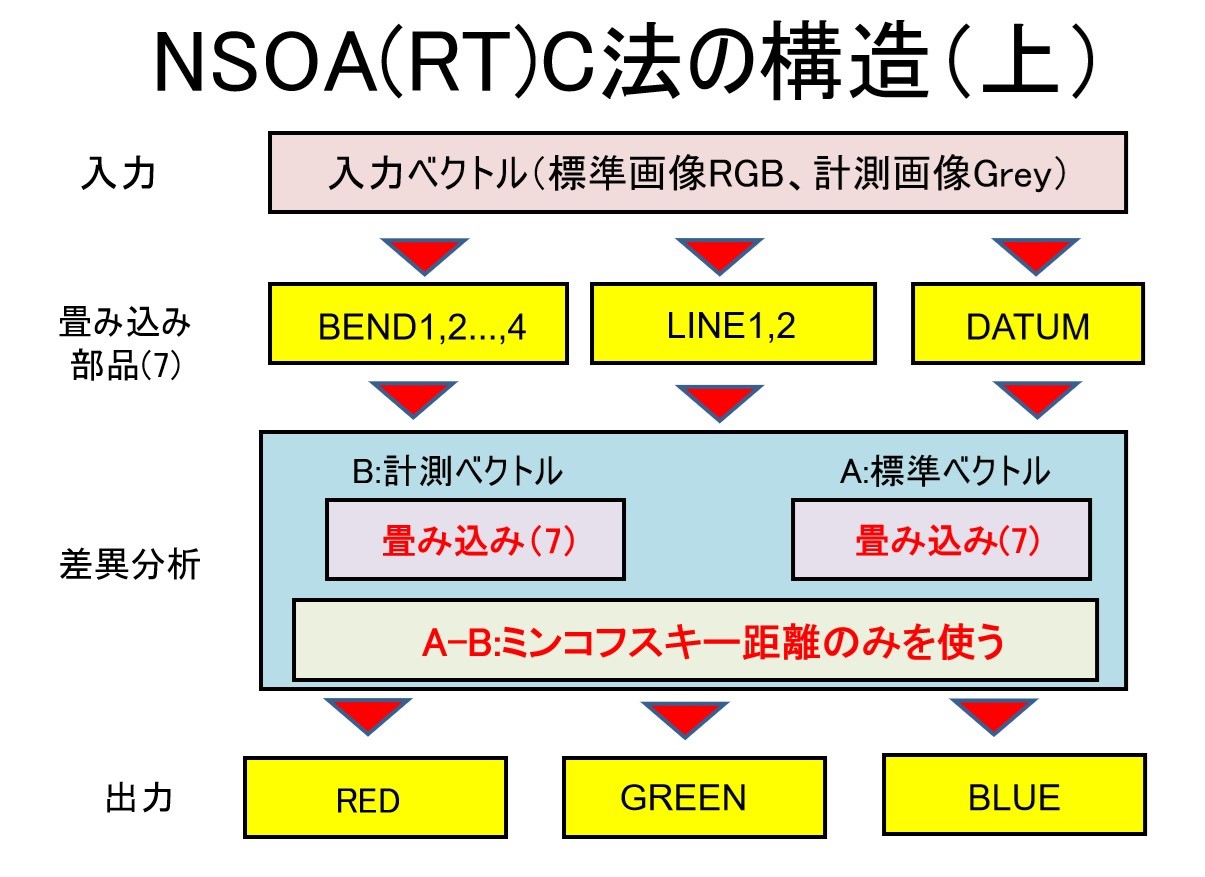 NSOA(RT)C法の構造（上）
入力
入力ベクトル（標準画像RGB、計測画像Grey）
畳み込み
部品(7)
BEND1,2...,4
LINE1,2
DATUM
差異分析
B:計測ベクトル
A:標準ベクトル
畳み込み（7）
畳み込み(7)
A－B:ミンコフスキー距離のみを使う
出力
RED
GREEN
BLUE